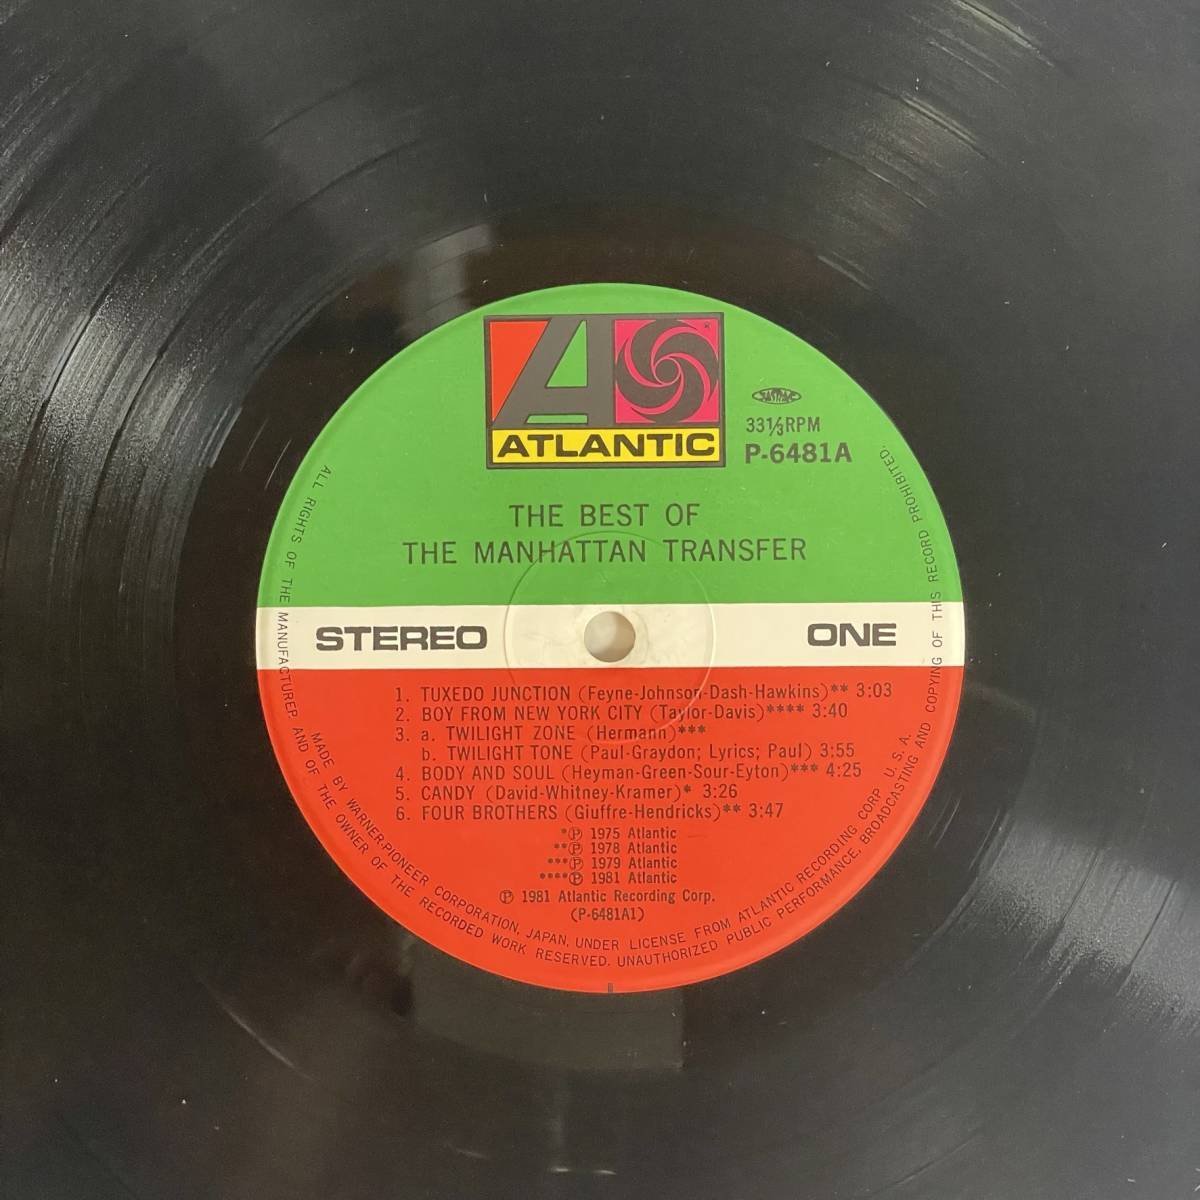 ATLANTIC
®
JASRAC
33 1/3 RPM
P-6481A
THE BEST OF
THE MANHATTAN TRANSFER
STEREO
ONE
1. TUXEDO JUNCTION (Feyne-Johnson-Dash-Hawkins)** 3:03
2. BOY FROM NEW YORK CITY (Taylor-Davis)**** 3:40
3. a. TWILIGHT ZONE (Hermann)***
b. TWILIGHT TONE (Paul-Graydon; Lyrics; Paul) 3:55
4. BODY AND SOUL (Heyman-Green-Sour-Eyton)*** 4:25
5. CANDY (David-Whitney-Kramer)* 3:26
6. FOUR BROTHERS (Giuffre-Hendricks)** 3:47
*℗ 1975 Atlantic
**℗ 1978 Atlantic
***℗ 1979 Atlantic
****℗ 1981 Atlantic
℗ 1981 Atlantic Recording Corp.
(P-6481A1)
MADE BY WARNER-PIONEER CORPORATION, JAPAN, UNDER LICENSE FROM ATLANTIC RECORDING CORP U.S.A.
ALL RIGHTS OF THE MANUFACTURER AND OF THE OWNER OF THE RECORDED WORK RESERVED. UNAUTHORIZED PUBLIC PERFORMANCE, BROADCASTING AND COPYING OF THIS RECORD PROHIBITED.